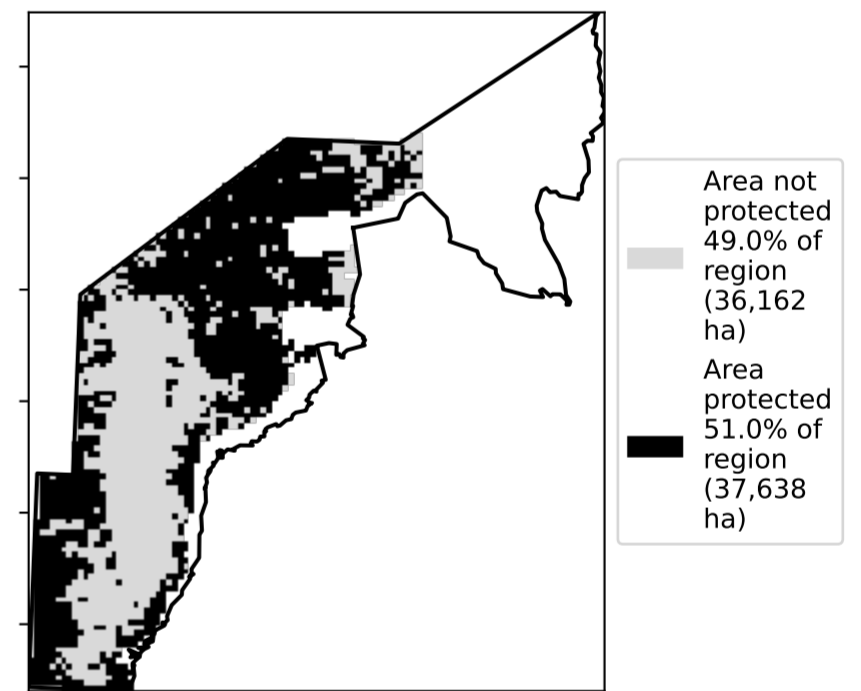 Area not
protected
49.0% of
region
(36,162
ha)
Area
protected
51.0% of
region
(37,638
ha)